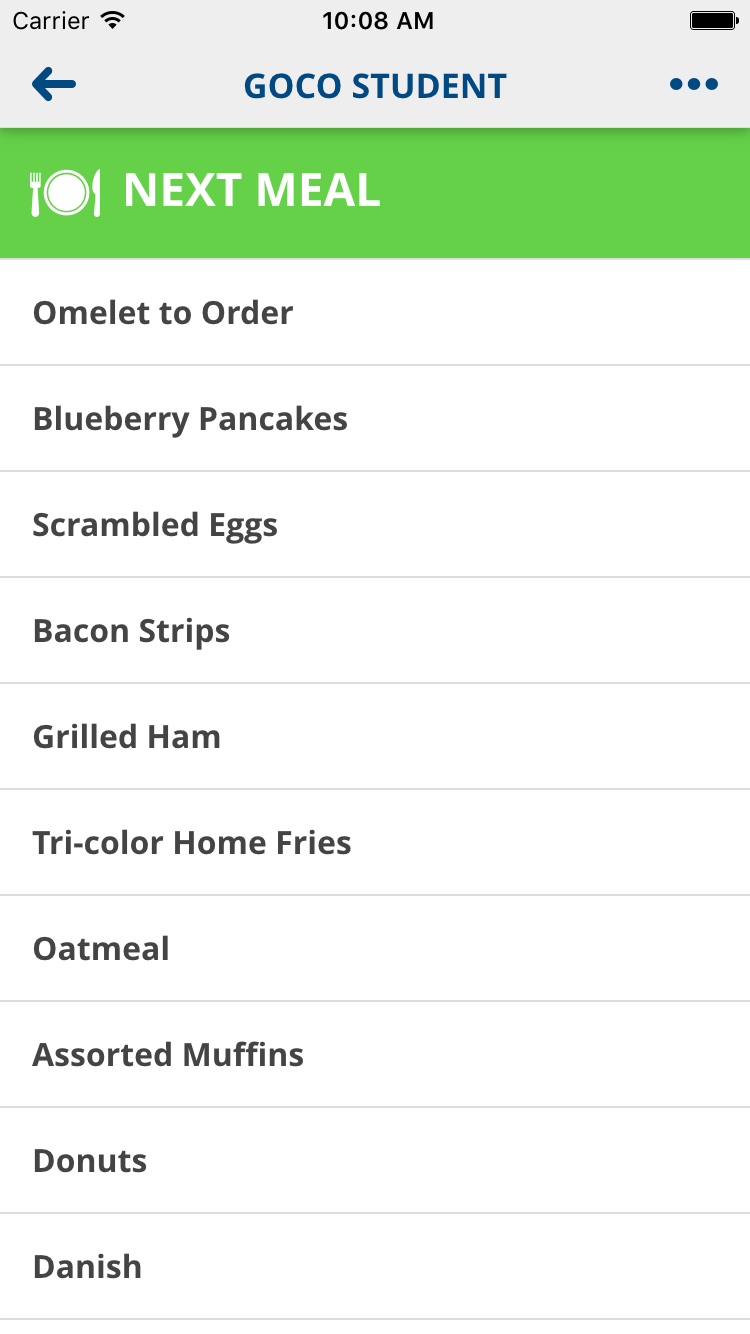 Carrier 10:08 AM
GOCO STUDENT
NEXT MEAL
Omelet to Order
Blueberry Pancakes
Scrambled Eggs
Bacon Strips
Grilled Ham
Tri-color Home Fries
Oatmeal
Assorted Muffins
Donuts
Danish